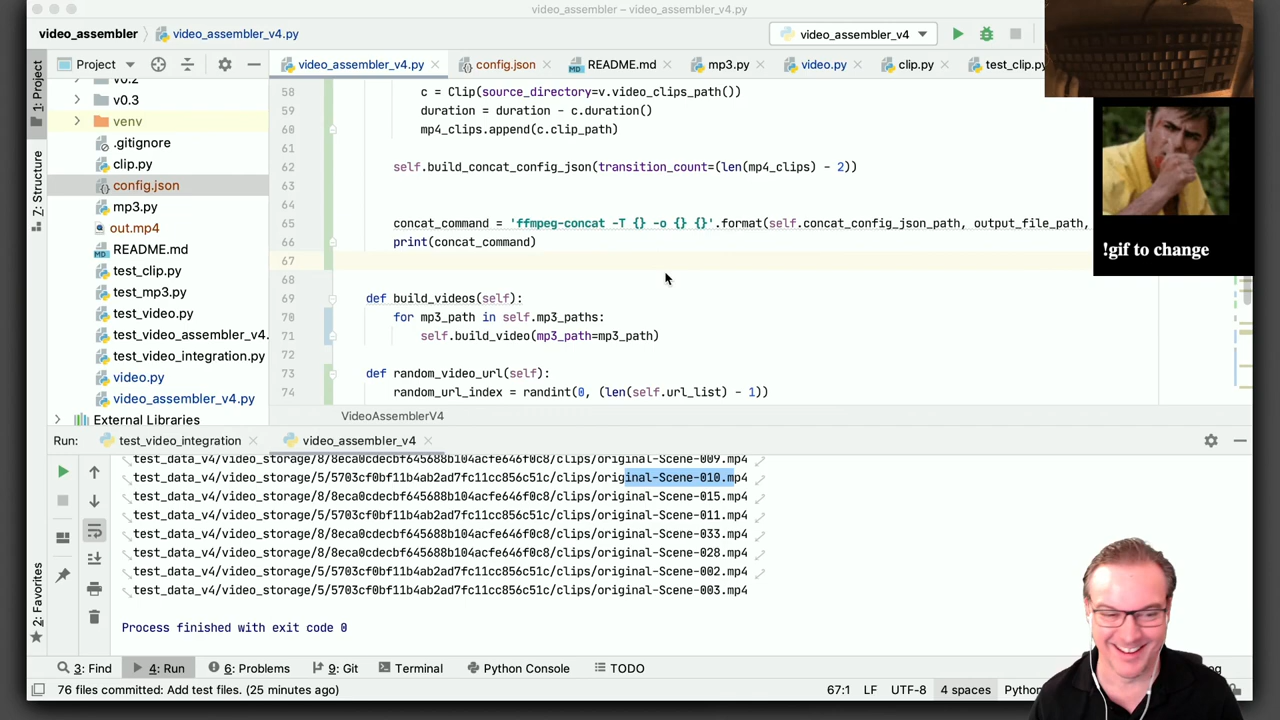 video_assembler – video_assembler_v4.py
video_assembler
video_assembler_v4.py
video_assembler_v4
1: Project
Project
video_assembler_v4.py
config.json
README.md
mp3.py
video.py
clip.py
test_clip.py
v0.2
v0.3
venv
.gitignore
clip.py
config.json
mp3.py
out.mp4
README.md
test_clip.py
test_mp3.py
test_video.py
test_video_assembler_v4.
test_video_integration.py
video.py
video_assembler_v4.py
External Libraries
Z: Structure
2: Favorites
58 c = Clip(source_directory=v.video_clips_path())
59 duration = duration - c.duration()
60 mp4_clips.append(c.clip_path)
61
62 self.build_concat_config_json(transition_count=(len(mp4_clips) - 2))
63
64
65 concat_command = 'ffmpeg-concat -T {} -o {} {}'.format(self.concat_config_json_path, output_file_path,
66 print(concat_command)
67
68
69 def build_videos(self):
70 for mp3_path in self.mp3_paths:
71 self.build_video(mp3_path=mp3_path)
72
73 def random_video_url(self):
74 random_url_index = randint(0, (len(self.url_list) - 1))
VideoAssemblerV4
!gif to change
Run:
test_video_integration
video_assembler_v4
test_data_v4/video_storage/8/8eca0cdecbf645688b104acfe646f0c8/clips/original-Scene-009.mp4
test_data_v4/video_storage/5/5703cf0bf11b4ab2ad7fc11cc856c51c/clips/original-Scene-010.mp4
test_data_v4/video_storage/8/8eca0cdecbf645688b104acfe646f0c8/clips/original-Scene-015.mp4
test_data_v4/video_storage/5/5703cf0bf11b4ab2ad7fc11cc856c51c/clips/original-Scene-011.mp4
test_data_v4/video_storage/8/8eca0cdecbf645688b104acfe646f0c8/clips/original-Scene-033.mp4
test_data_v4/video_storage/8/8eca0cdecbf645688b104acfe646f0c8/clips/original-Scene-028.mp4
test_data_v4/video_storage/5/5703cf0bf11b4ab2ad7fc11cc856c51c/clips/original-Scene-002.mp4
test_data_v4/video_storage/5/5703cf0bf11b4ab2ad7fc11cc856c51c/clips/original-Scene-003.mp4
Process finished with exit code 0
3: Find
4: Run
6: Problems
9: Git
Terminal
Python Console
TODO
76 files committed: Add test files. (25 minutes ago)
67:1
LF
UTF-8
4 spaces